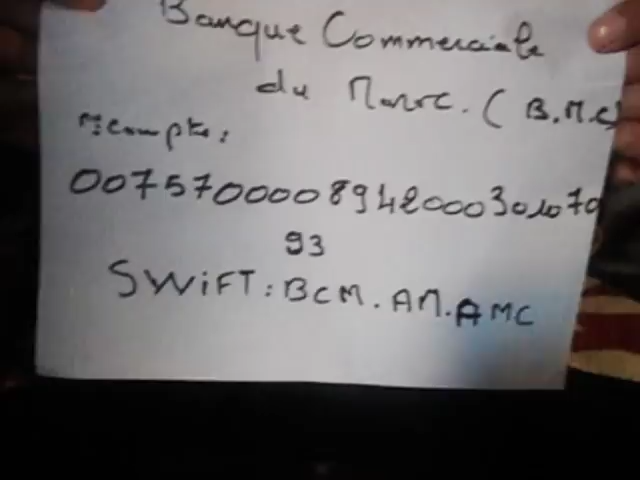 Banque Commerciale
du Maroc. (B.M.C)
n: compte:
0075700008942000301070
93
SWIFT: BCM. AM. AMC